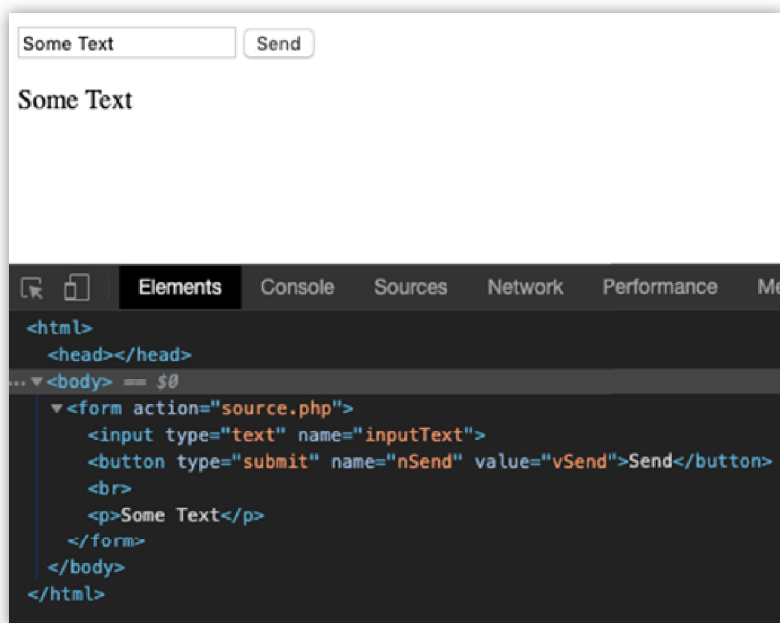 Some Text Send
Some Text
Elements Console Sources Network Performance
<html>
<head></head>
... ▼<body> == $0
▼<form action="source.php">
<input type="text" name="inputText">
<button type="submit" name="nSend" value="vSend">Send</button>
<br>
<p>Some Text</p>
</form>
</body>
</html>